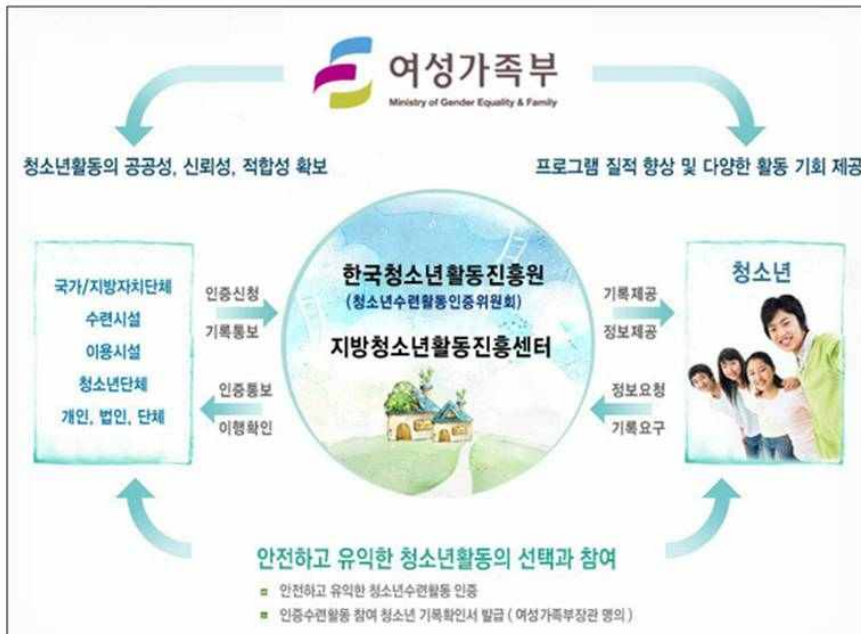 여성가족부
Ministry of Gender Equality & Family
청소년활동의 공공성, 신뢰성, 적합성 확보
프로그램 질적 향상 및 다양한 활동 기회 제공
국가/지방자치단체
수련시설
이용시설
청소년단체
개인, 법인, 단체
인증신청
기록통보
인증통보
이행확인
한국청소년활동진흥원
(청소년수련활동인증위원회)
지방청소년활동진흥센터
기록제공
정보제공
정보요청
기록요구
청소년
안전하고 유익한 청소년활동의 선택과 참여
안전하고 유익한 청소년수련활동 인증
인증수련활동 참여 청소년 기록확인서 발급 ( 여성가족부장관 명의 )